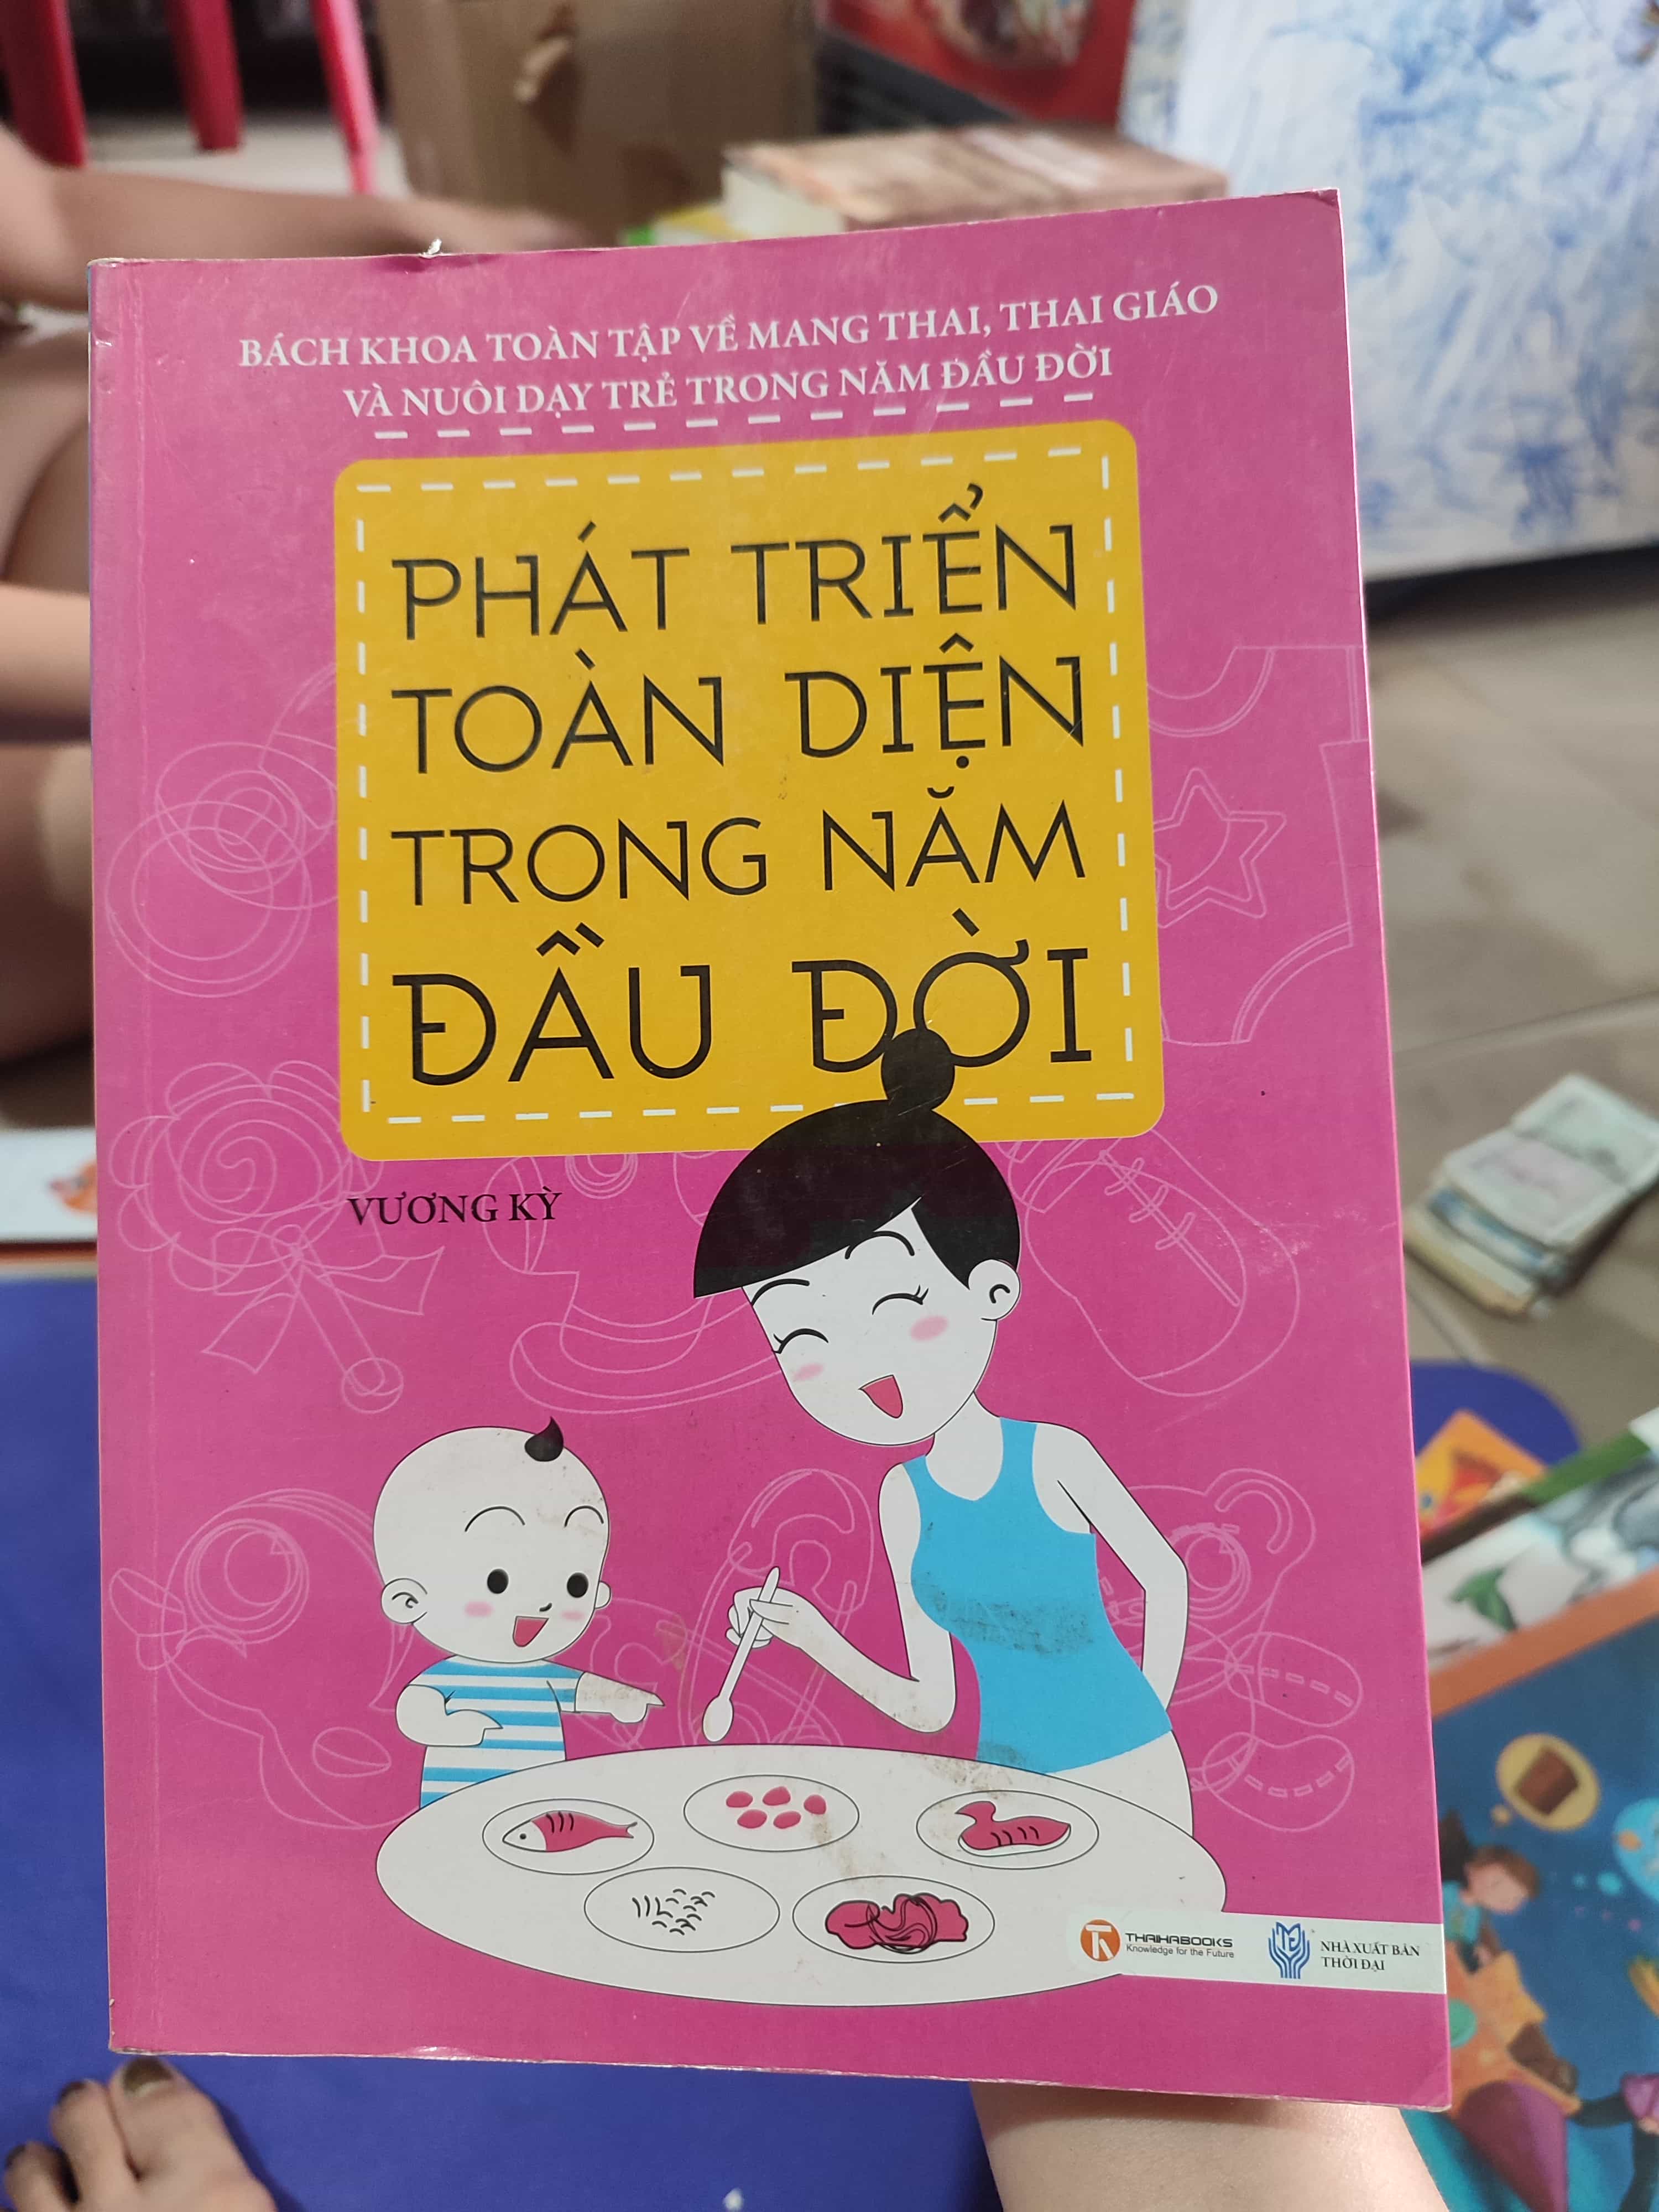 BÁCH KHOA TOÀN TẬP VỀ MANG THAI, THAI GIÁO
VÀ NUÔI DẠY TRẺ TRONG NĂM ĐẦU ĐỜI
PHÁT TRIỂN
TOÀN DIỆN
TRONG NĂM
ĐẦU ĐỜI
VƯƠNG KỲ
THAIHABOOKS
Knowledge for the Future
NHÀ XUẤT BẢN
THỜI ĐẠI